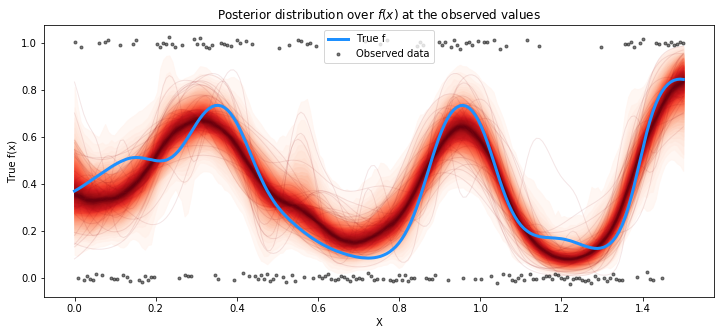 Posterior distribution over f(x) at the observed values
True f
Observed data
True f(x)
1.0
0.8
0.6
0.4
0.2
0.0
0.0 0.2 0.4 0.6 0.8 1.0 1.2 1.4
X